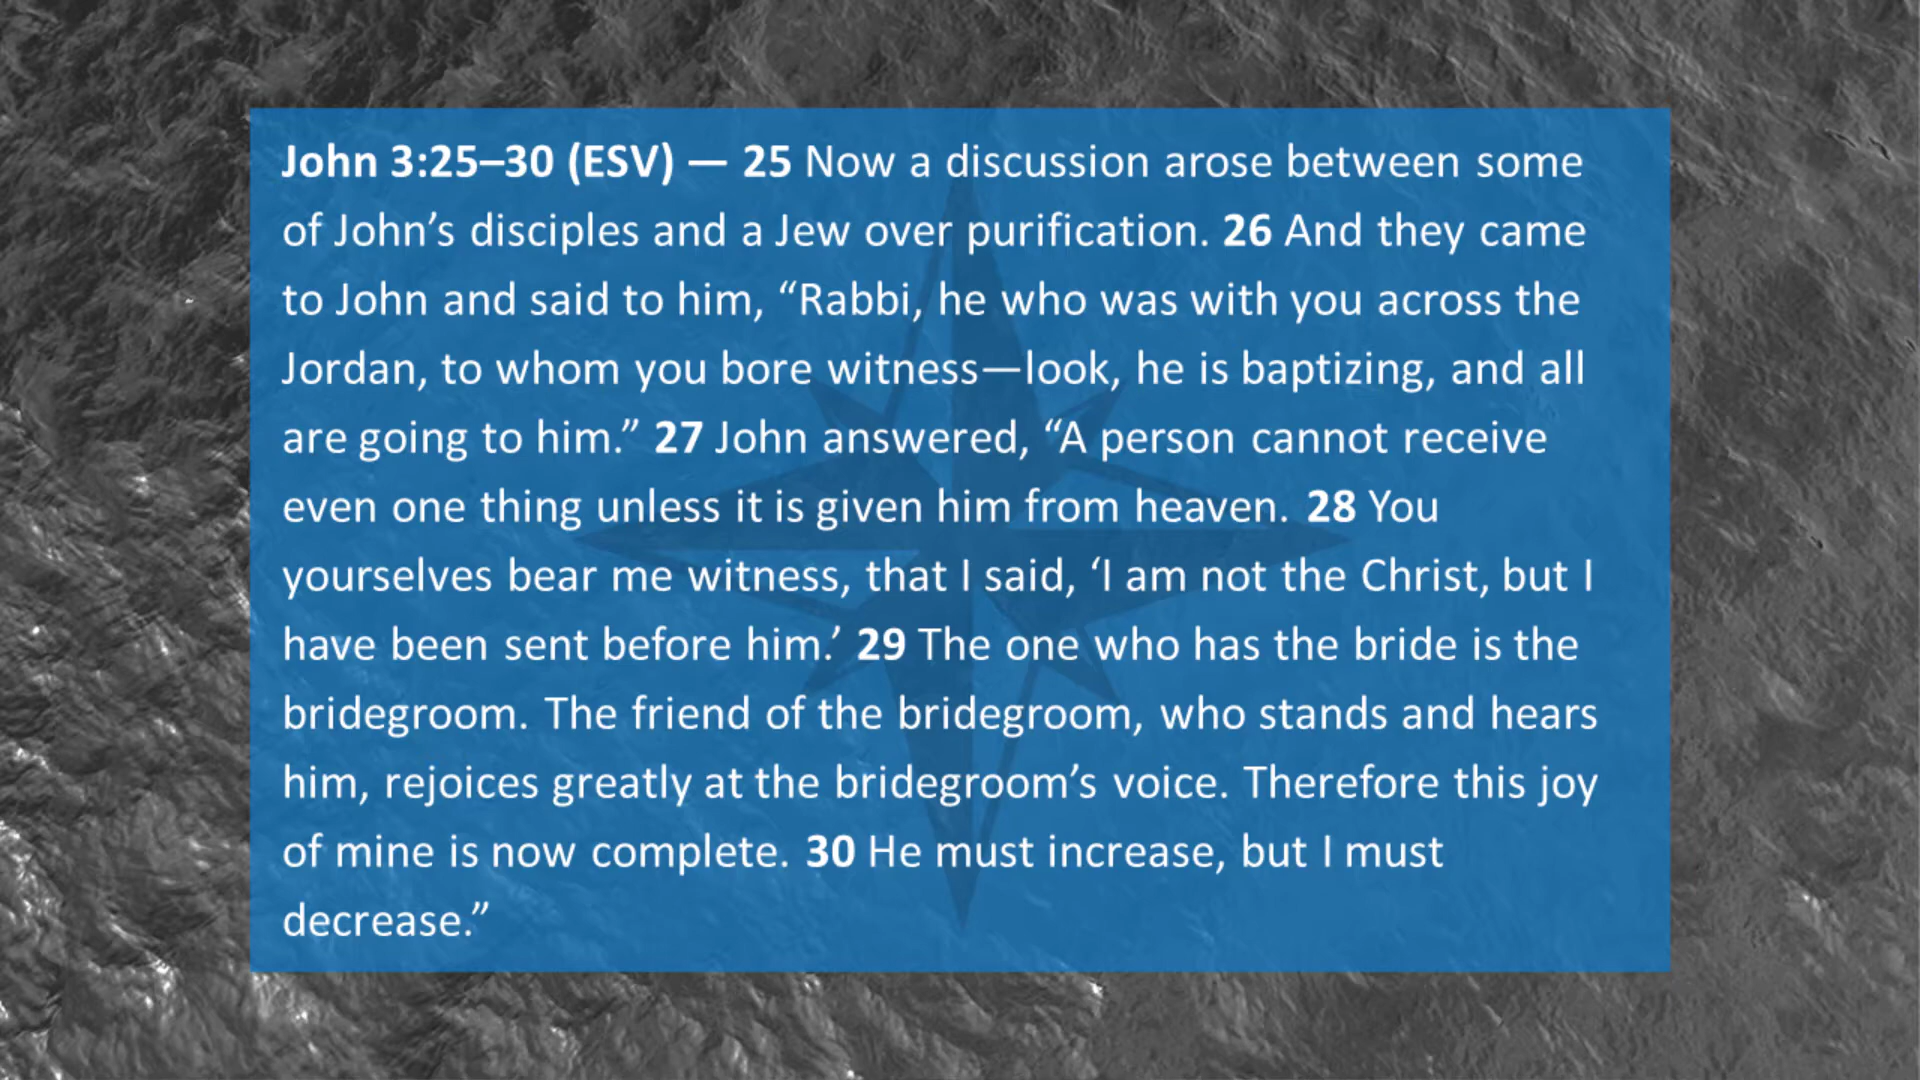 John 3:25–30 (ESV) — 25 Now a discussion arose between some
of John’s disciples and a Jew over purification. 26 And they came
to John and said to him, “Rabbi, he who was with you across the
Jordan, to whom you bore witness—look, he is baptizing, and all
are going to him.” 27 John answered, “A person cannot receive
even one thing unless it is given him from heaven. 28 You
yourselves bear me witness, that I said, ‘I am not the Christ, but I
have been sent before him.’ 29 The one who has the bride is the
bridegroom. The friend of the bridegroom, who stands and hears
him, rejoices greatly at the bridegroom’s voice. Therefore this joy
of mine is now complete. 30 He must increase, but I must
decrease.”